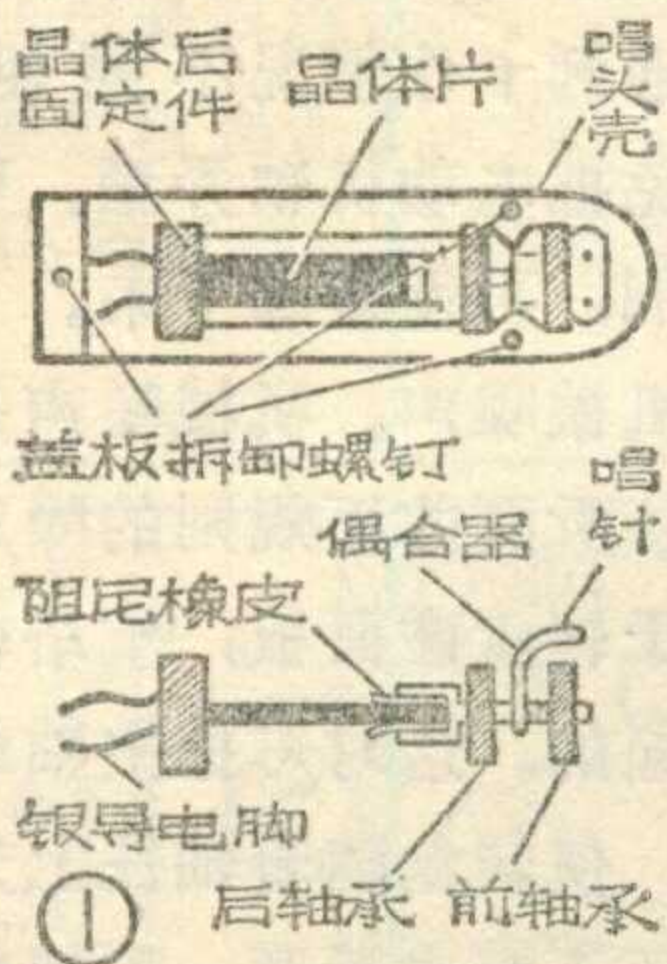 晶体后
固定件
晶体片
唱头壳
盖板拆卸螺钉
唱针
偶合器
阻尼橡皮
银导电脚
后轴承
前轴承
①